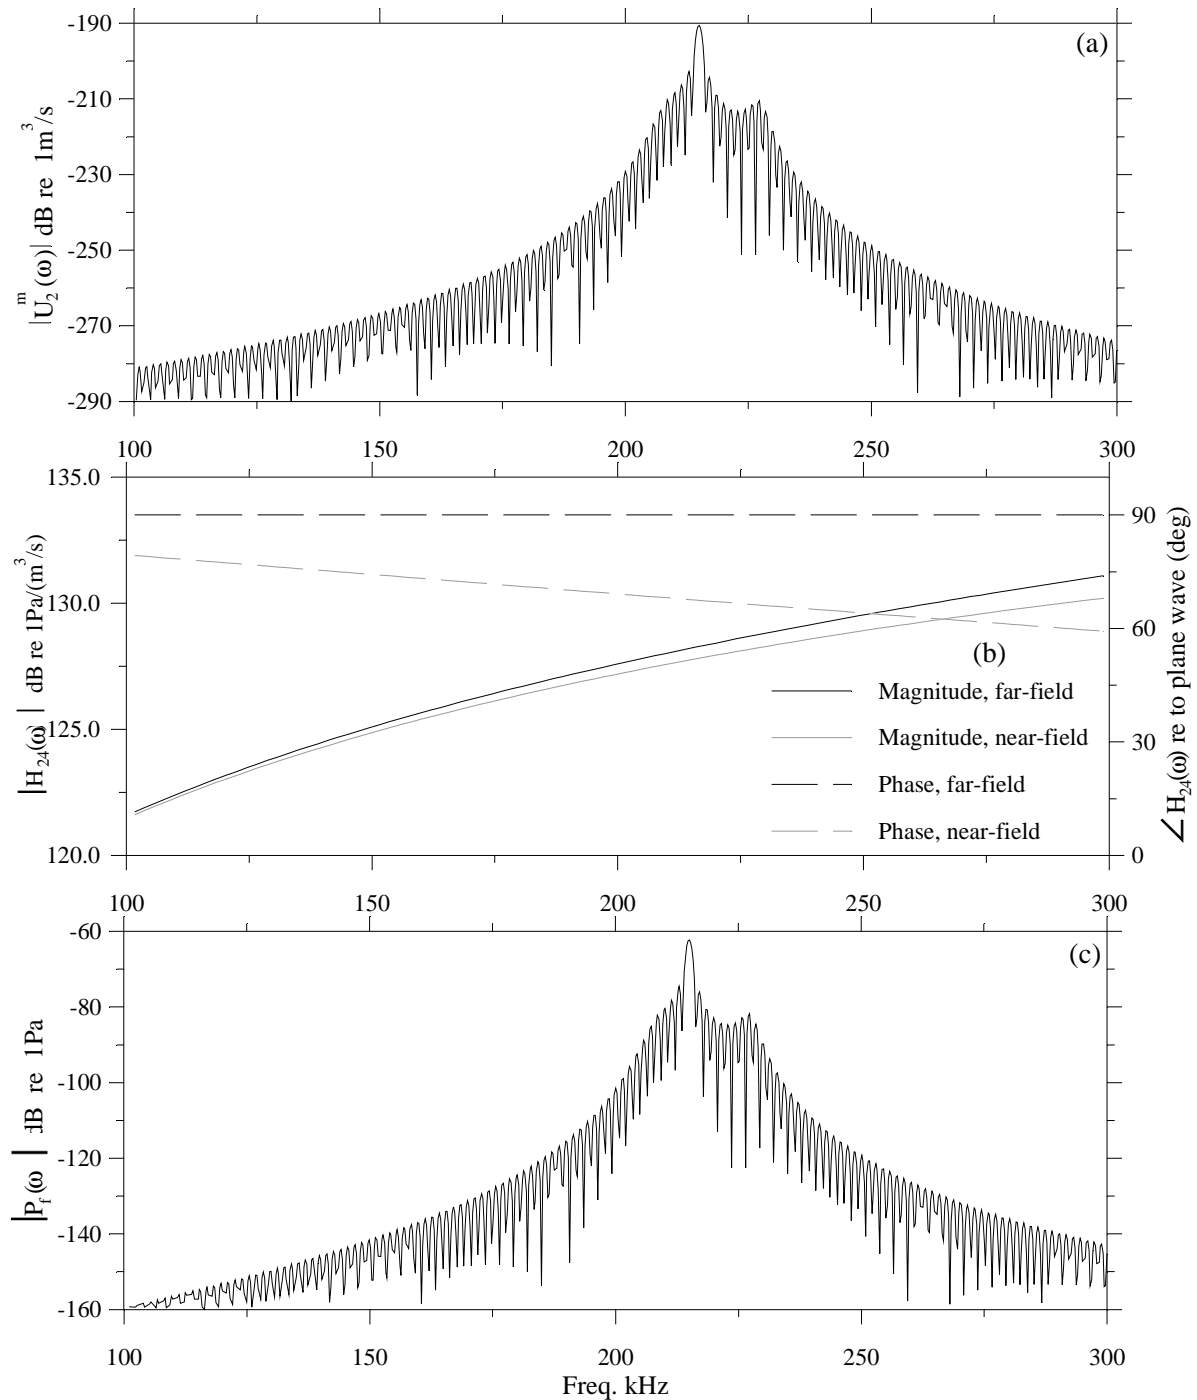 -190
-210
-230
-250
-270
-290
|U₂ᵐ(ω)| dB re 1m³/s
(a)
100 150 200 250 300
135.0
130.0
125.0
120.0
|H₂₄(ω)| dB re 1Pa/(m³/s)
90
60
30
0
∠H₂₄(ω) re to plane wave (deg)
(b)
Magnitude, far-field
Magnitude, near-field
Phase, far-field
Phase, near-field
100 150 200 250 300
-60
-80
-100
-120
-140
-160
|P_f(ω | dB re 1Pa
(c)
100 150 200 250 300
Freq. kHz